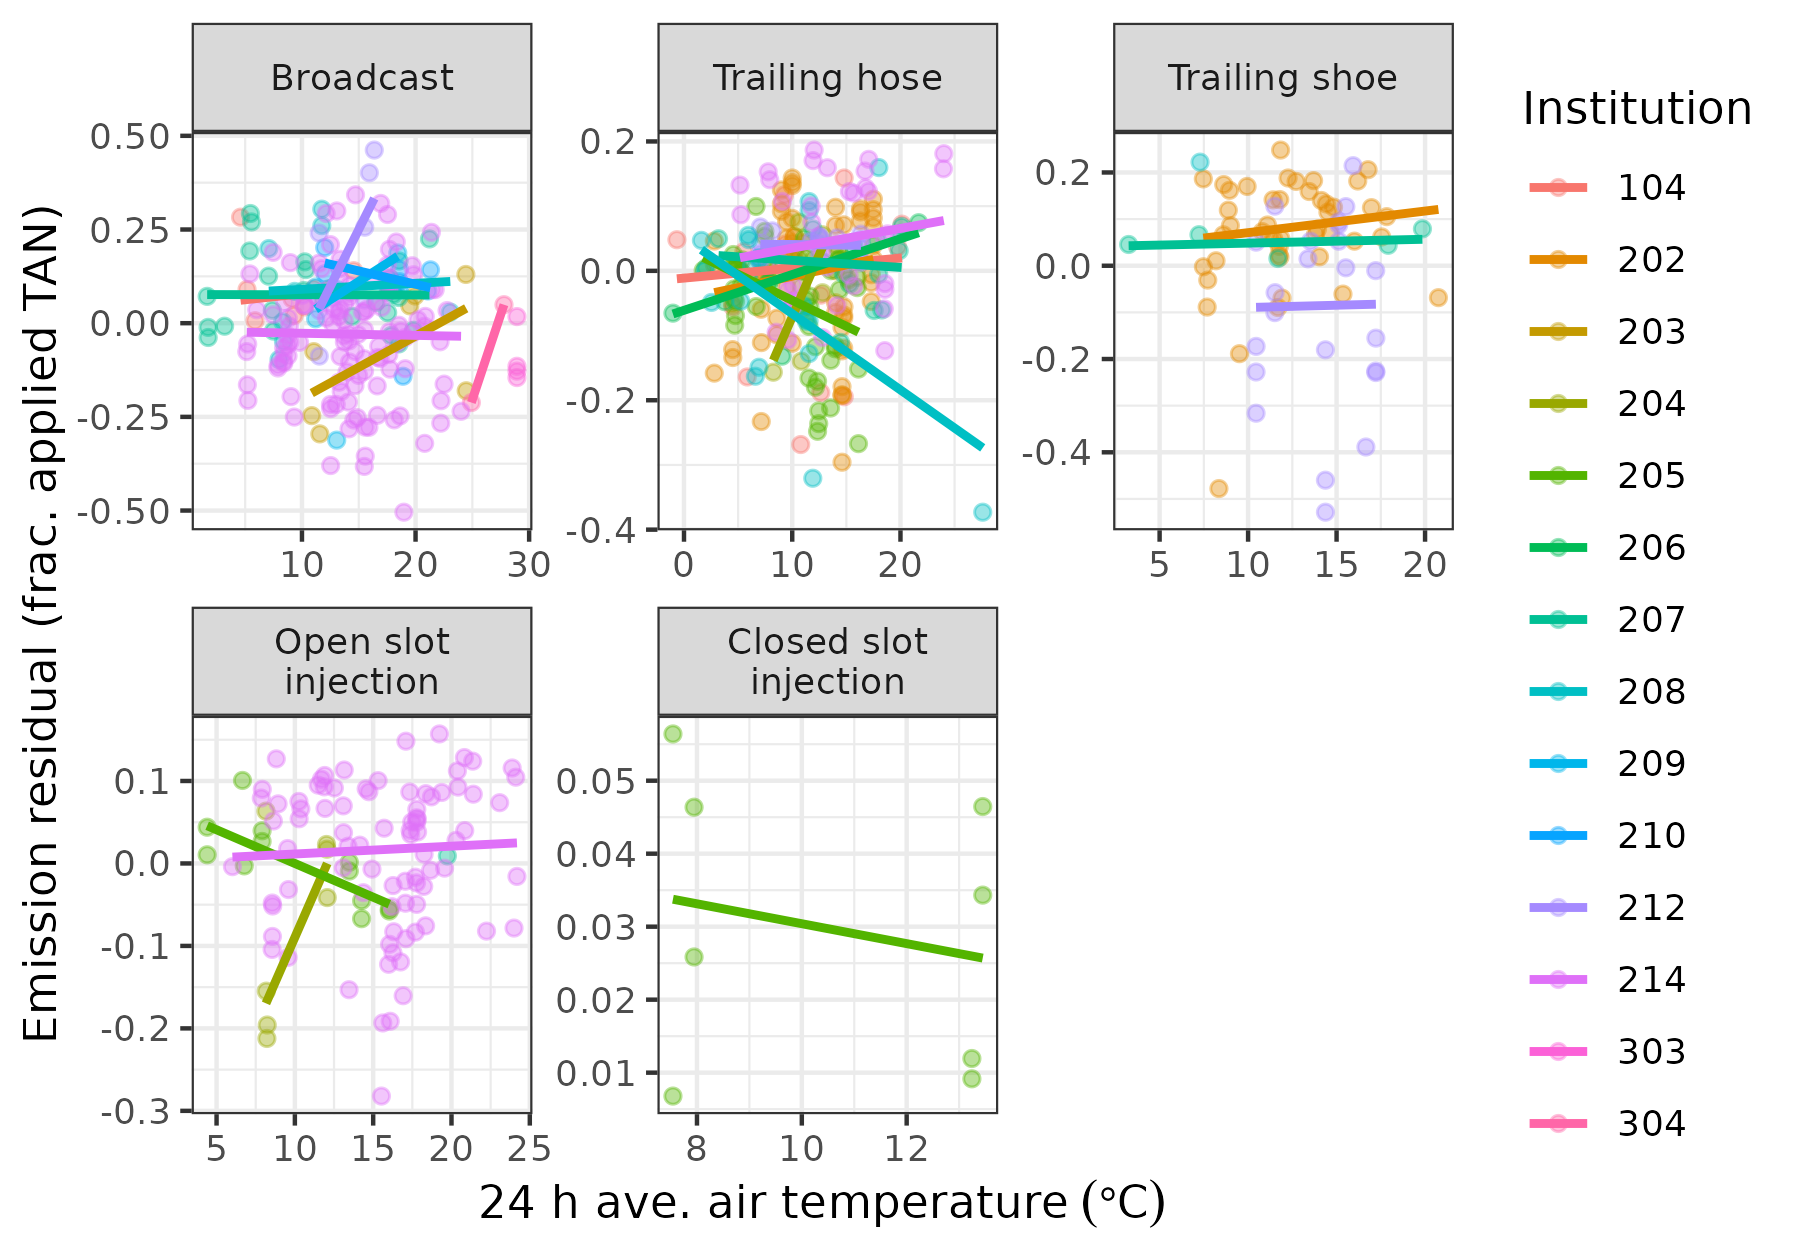 Broadcast
Trailing hose
Trailing shoe
Institution
104
202
203
204
205
206
207
208
209
210
212
214
303
304
Emission residual (frac. applied TAN)
0.50
0.25
0.00
-0.25
-0.50
10 20 30
0.2
0.0
-0.2
-0.4
0 10 20
0.2
0.0
-0.2
-0.4
5 10 15 20
Open slot
injection
Closed slot
injection
0.1
0.0
-0.1
-0.2
-0.3
5 10 15 20 25
0.05
0.04
0.03
0.02
0.01
8 10 12
24 h ave. air temperature (°C)